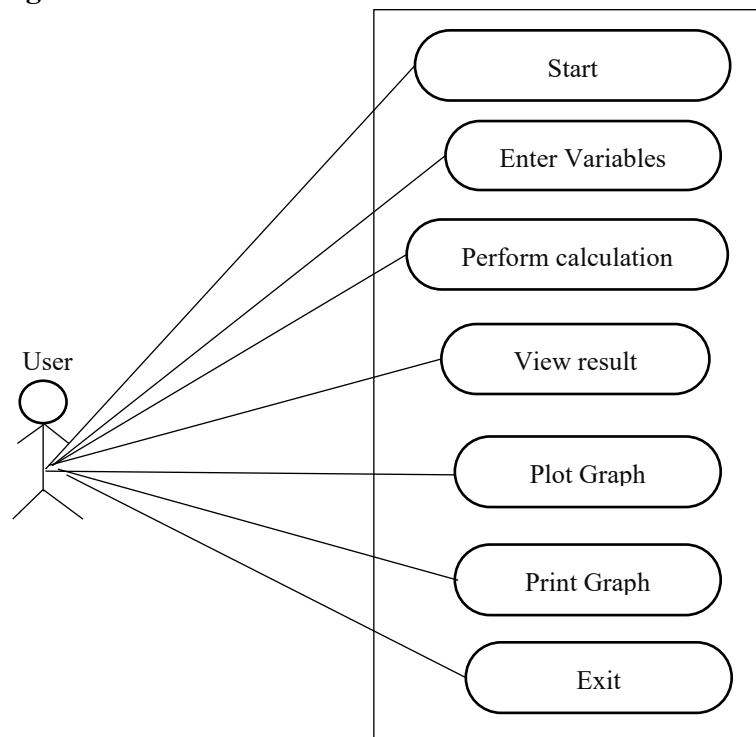 Start
Enter Variables
Perform calculation
User
View result
Plot Graph
Print Graph
Exit